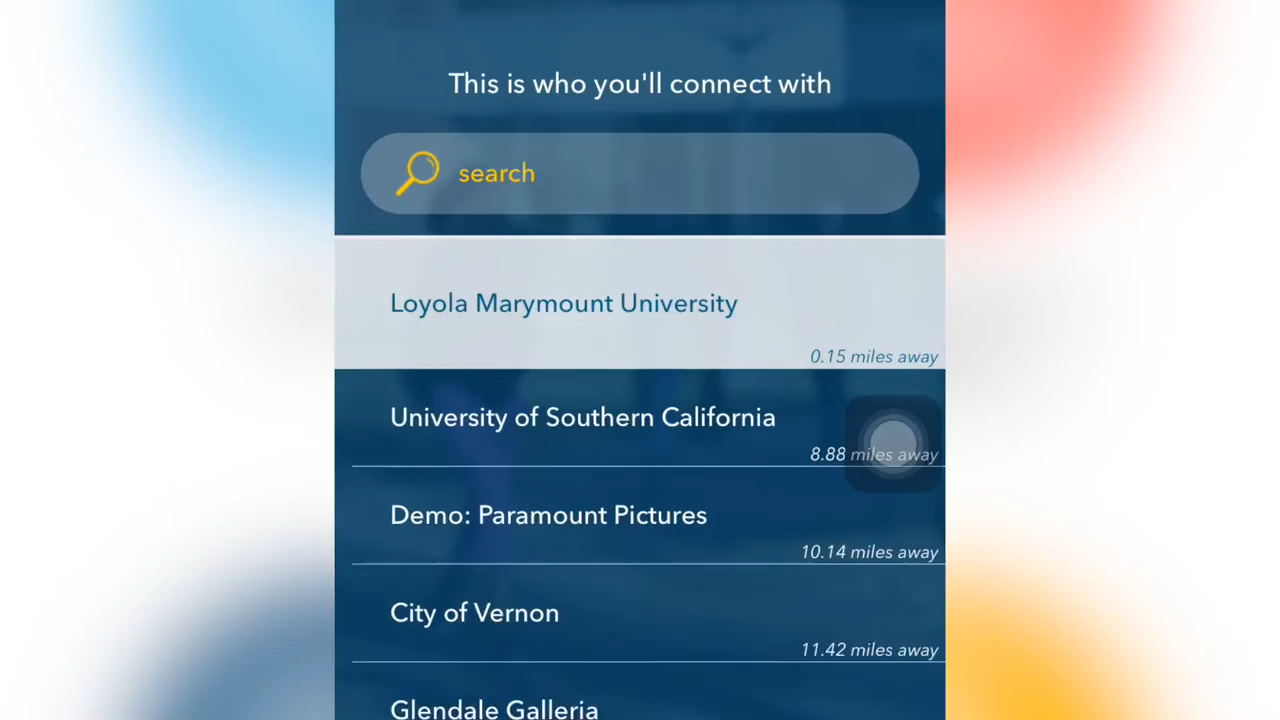 This is who you'll connect with
search
Loyola Marymount University
0.15 miles away
University of Southern California
8.88 miles away
Demo: Paramount Pictures
10.14 miles away
City of Vernon
11.42 miles away
Glendale Galleria